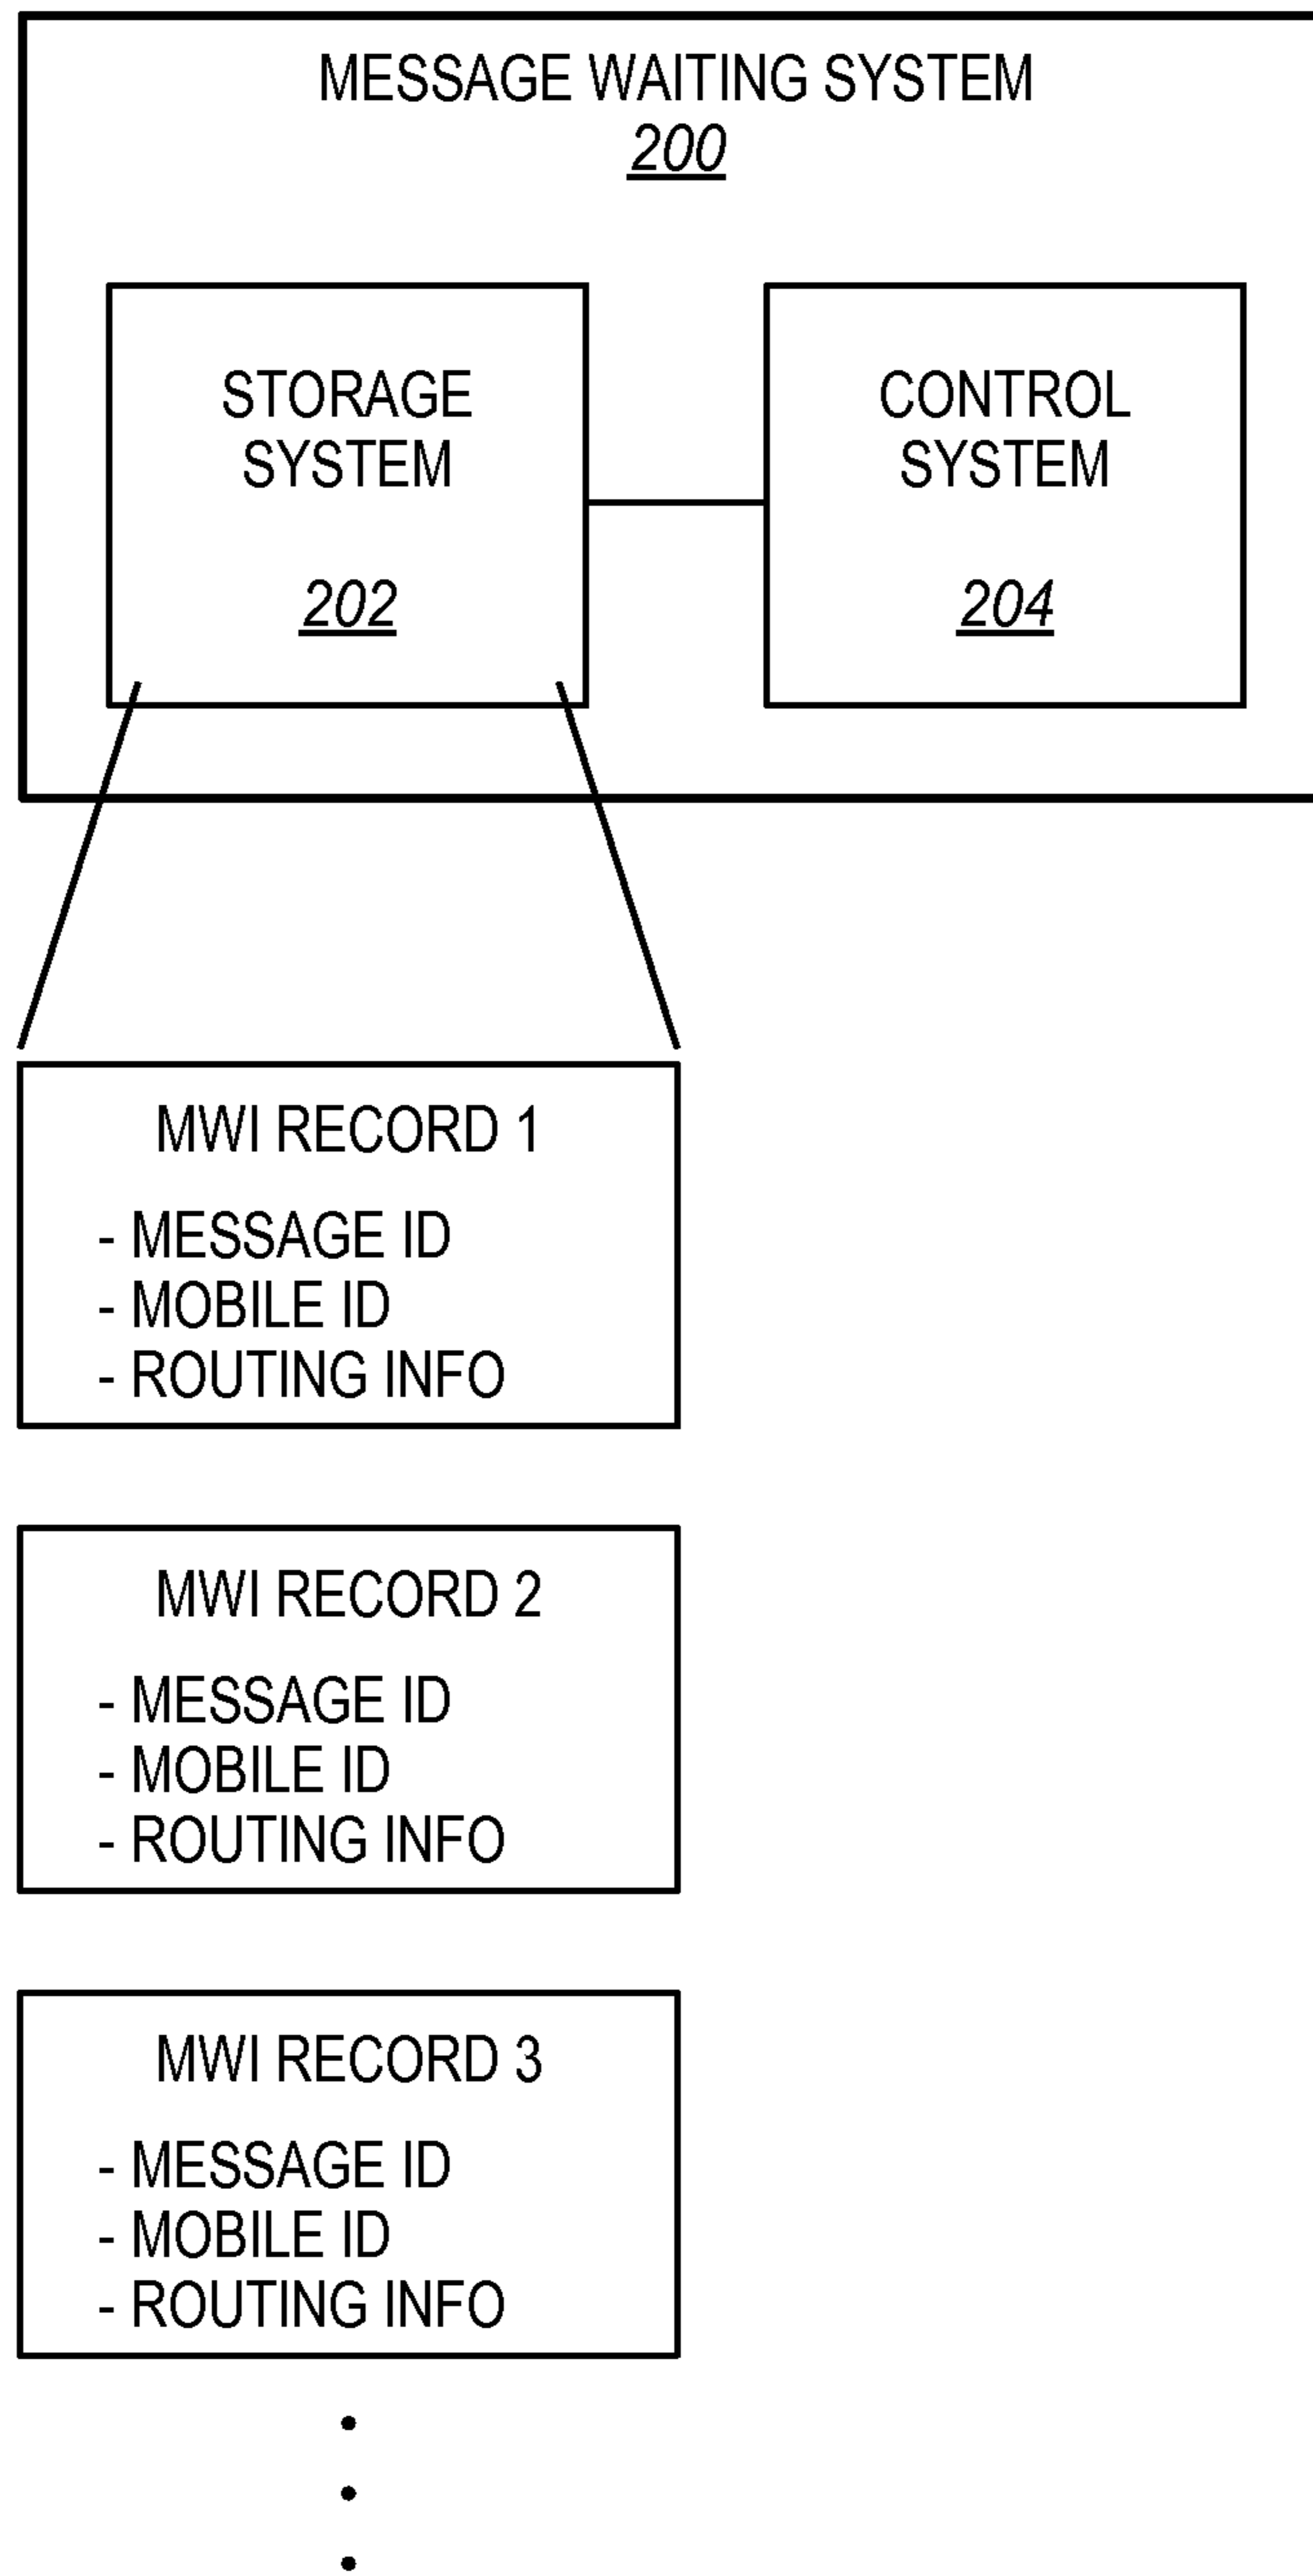 MESSAGE WAITING SYSTEM
200
STORAGE
SYSTEM
202
CONTROL
SYSTEM
204
MWI RECORD 1
- MESSAGE ID
- MOBILE ID
- ROUTING INFO
MWI RECORD 2
- MESSAGE ID
- MOBILE ID
- ROUTING INFO
MWI RECORD 3
- MESSAGE ID
- MOBILE ID
- ROUTING INFO